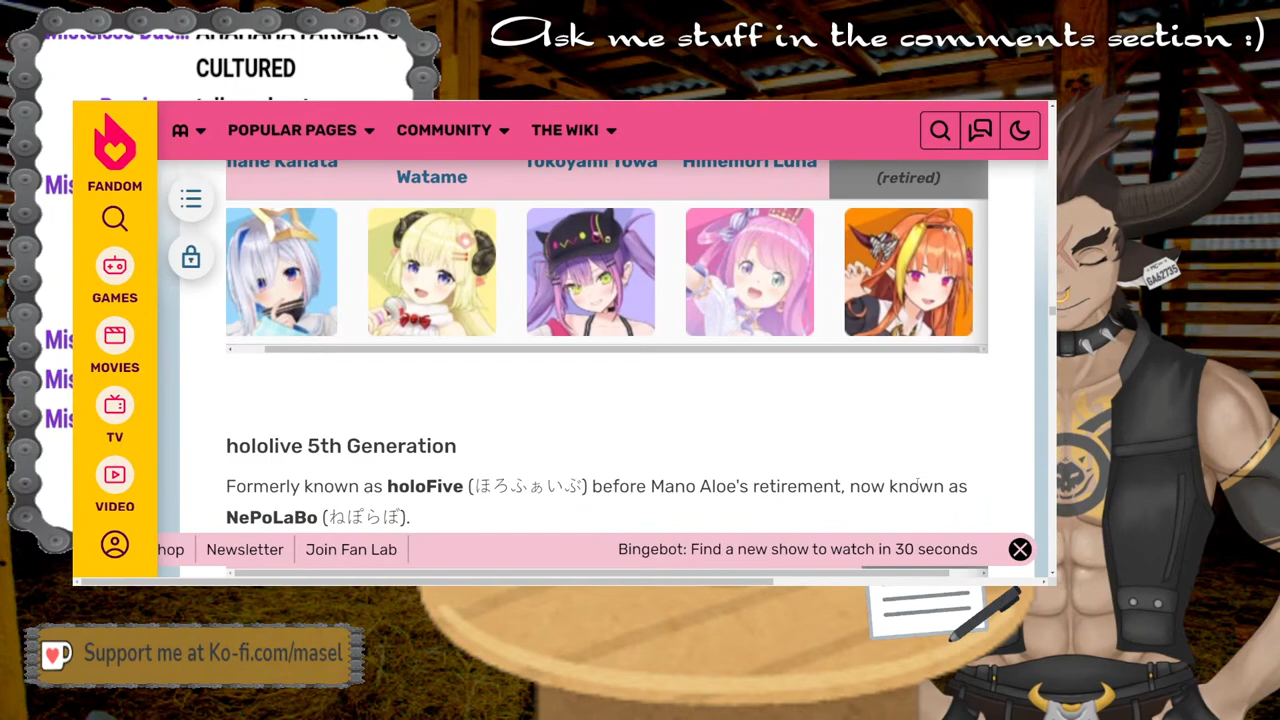 Ask me stuff in the comments section :)
CULTURED
FANDOM
GAMES
MOVIES
TV
VIDEO
POPULAR PAGES
COMMUNITY
THE WIKI
Watame
Tokoyami Towa
Himemori Luna
(retired)
hololive 5th Generation
Formerly known as holoFive (ほろふぁいぶ) before Mano Aloe's retirement, now known as
NePoLaBo (ねぽらぼ).
Newsletter
Join Fan Lab
Bingebot: Find a new show to watch in 30 seconds
GA62735
Support me at Ko-fi.com/masel